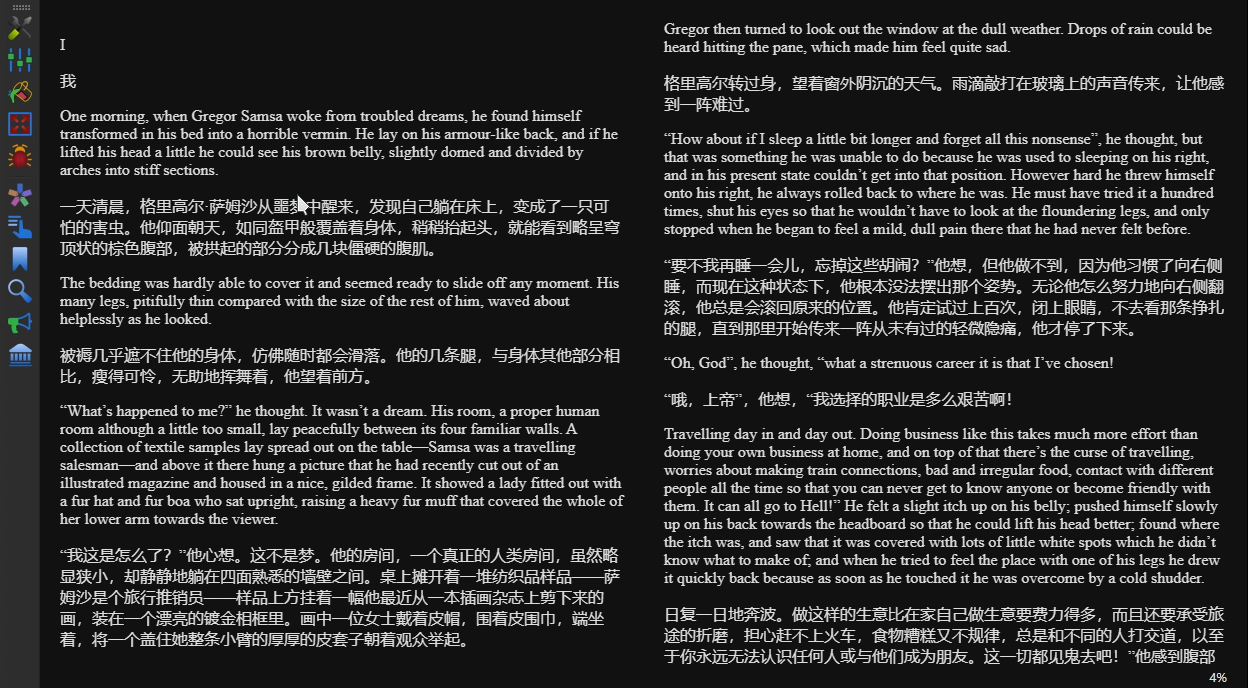 I
我
One morning, when Gregor Samsa woke from troubled dreams, he found himself
transformed in his bed into a horrible vermin. He lay on his armour-like back, and if he
lifted his head a little he could see his brown belly, slightly domed and divided by
arches into stiff sections.
一天清晨，格里高尔·萨姆沙从噩梦中醒来，发现自己躺在床上，变成了一只可
怕的害虫。他仰面朝天，如同盔甲般覆盖着身体，稍稍抬起头，就能看到略呈穹
顶状的棕色腹部，被拱起的部分分成几块僵硬的腹肌。
The bedding was hardly able to cover it and seemed ready to slide off any moment. His
many legs, pitifully thin compared with the size of the rest of him, waved about
helplessly as he looked.
被褥几乎遮不住他的身体，仿佛随时都会滑落。他的几条腿，与身体其他部分相
比，瘦得可怜，无助地挥舞着，他望着前方。
“What’s happened to me?” he thought. It wasn’t a dream. His room, a proper human
room although a little too small, lay peacefully between its four familiar walls. A
collection of textile samples lay spread out on the table—Samsa was a travelling
salesman—and above it there hung a picture that he had recently cut out of an
illustrated magazine and housed in a nice, gilded frame. It showed a lady fitted out with
a fur hat and fur boa who sat upright, raising a heavy fur muff that covered the whole of
her lower arm towards the viewer.
“我这是怎么了？”他心想。这不是梦。他的房间，一个真正的人类房间，虽然略
显狭小，却静静地躺在四面熟悉的墙壁之间。桌上摊开着一堆纺织品样品——萨
姆沙是个旅行推销员——样品上方挂着一幅他最近从一本插画杂志上剪下来的
画，装在一个漂亮的镀金相框里。画中一位女士戴着皮帽，围着皮围巾，端坐
着，将一个盖住她整条小臂的厚厚的皮套子朝着观众举起。
Gregor then turned to look out the window at the dull weather. Drops of rain could be
heard hitting the pane, which made him feel quite sad.
格里高尔转过身，望着窗外阴沉的天气。雨滴敲打在玻璃上的声音传来，让他感
到一阵难过。
“How about if I sleep a little bit longer and forget all this nonsense”, he thought, but
that was something he was unable to do because he was used to sleeping on his right,
and in his present state couldn’t get into that position. However hard he threw himself
onto his right, he always rolled back to where he was. He must have tried it a hundred
times, shut his eyes so that he wouldn’t have to look at the floundering legs, and only
stopped when he began to feel a mild, dull pain there that he had never felt before.
“要不我再睡一会儿，忘掉这些胡闹？”他想，但他做不到，因为他习惯了向右侧
睡，而现在这种状态下，他根本没法摆出那个姿势。无论他怎么努力地向右侧翻
滚，他总是会滚回原来的位置。他肯定试过上百次，闭上眼睛，不去看那条挣扎
的腿，直到那里开始传来一阵从未有过的轻微隐痛，他才停了下来。
“Oh, God”, he thought, “what a strenuous career it is that I’ve chosen!
“哦，上帝”，他想，“我选择的职业是多么艰苦啊！
Travelling day in and day out. Doing business like this takes much more effort than
doing your own business at home, and on top of that there’s the curse of travelling,
worries about making train connections, bad and irregular food, contact with different
people all the time so that you can never get to know anyone or become friendly with
them. It can all go to Hell!” He felt a slight itch up on his belly; pushed himself slowly
up on his back towards the headboard so that he could lift his head better; found where
the itch was, and saw that it was covered with lots of little white spots which he didn’t
know what to make of; and when he tried to feel the place with one of his legs he drew
it quickly back because as soon as he touched it he was overcome by a cold shudder.
日复一日地奔波。做这样的生意比在家自己做生意要费力得多，而且还要承受旅
途的折磨，担心赶不上火车，食物糟糕又不规律，总是和不同的人打交道，以至
于你永远无法认识任何人或与他们成为朋友。这一切都见鬼去吧！”他感到腹部
4%